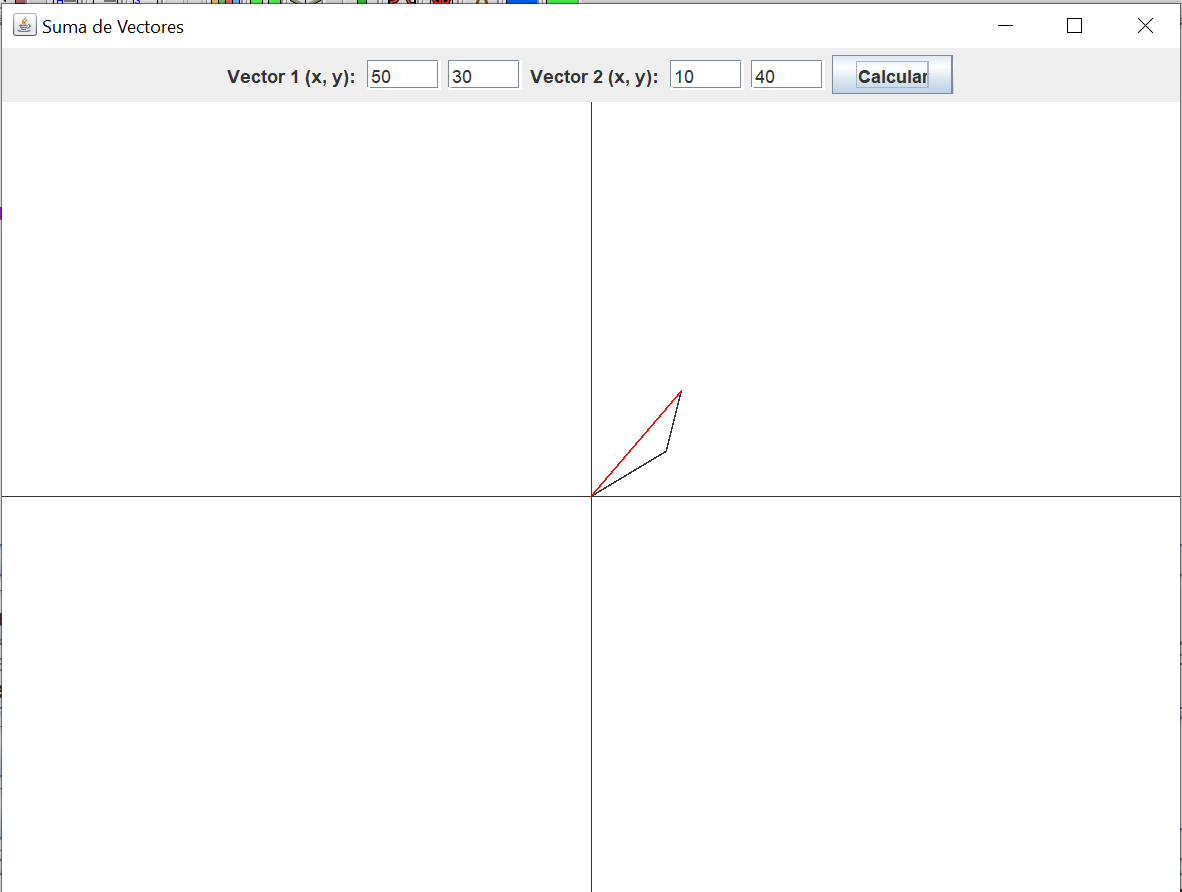 Suma de Vectores
Vector 1 (x, y): 50 30 Vector 2 (x, y): 10 40 Calcular